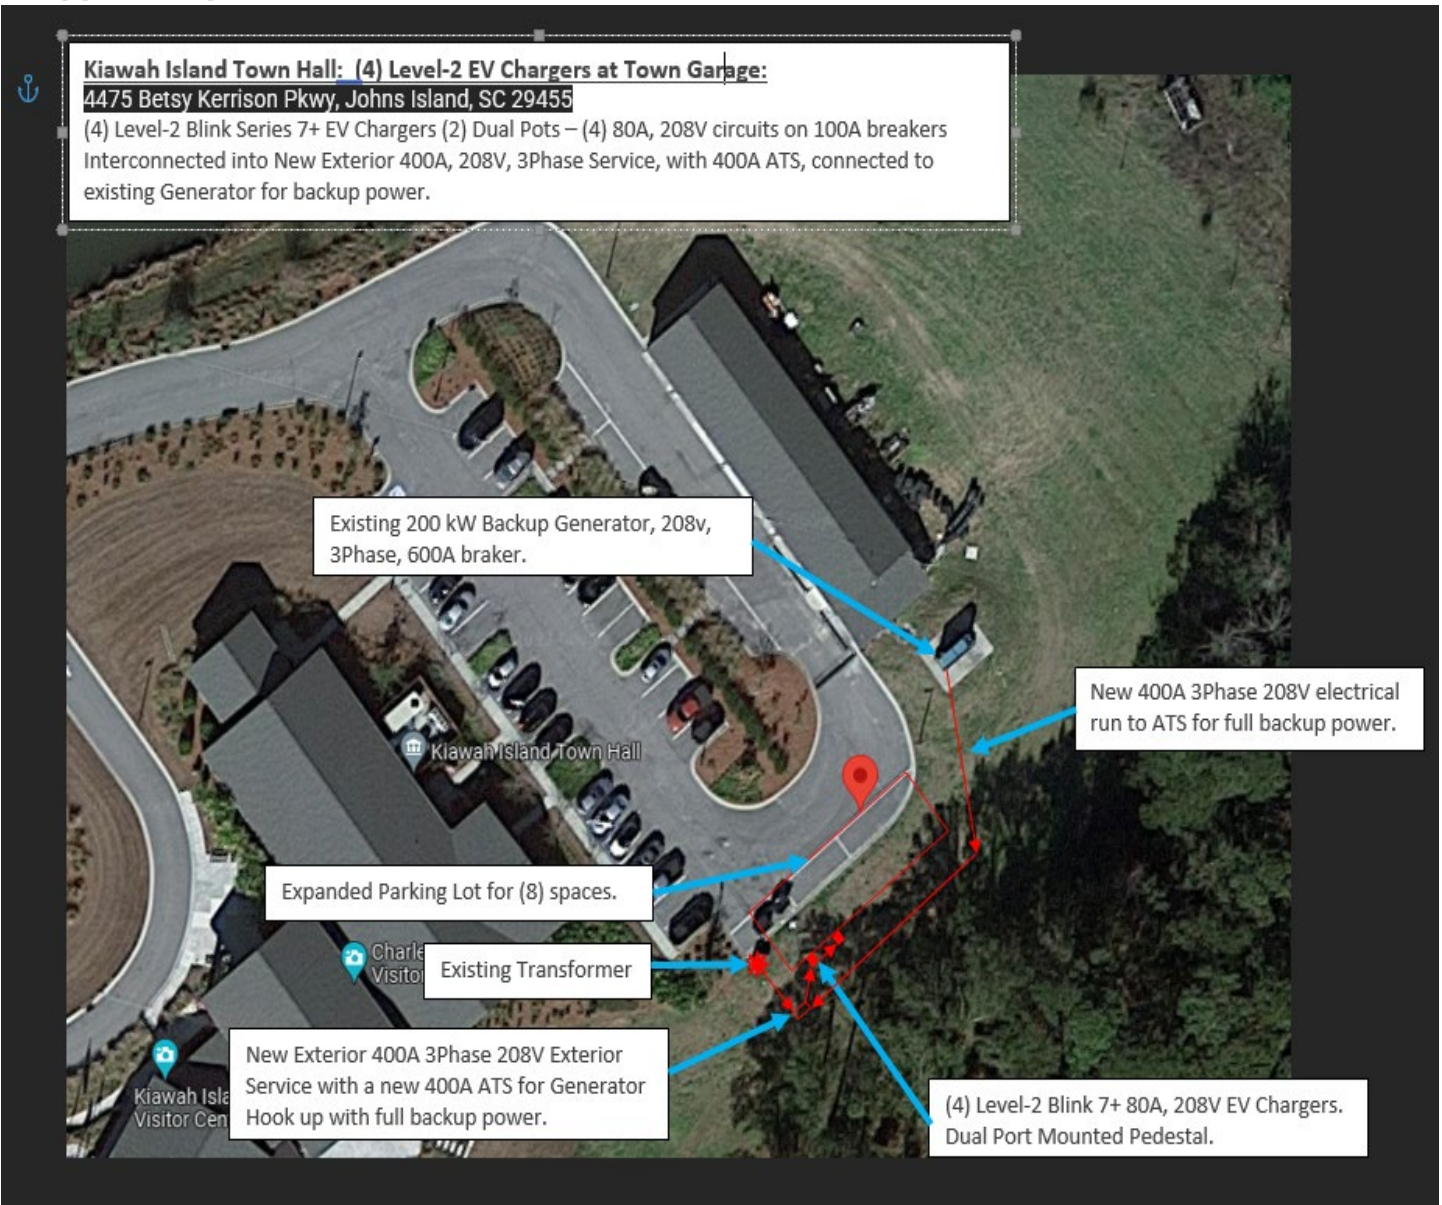 Kiawah Island Town Hall:  (4) Level-2 EV Chargers at Town Garage:
4475 Betsy Kerrison Pkwy, Johns Island, SC 29455
(4) Level-2 Blink Series 7+ EV Chargers (2) Dual Pots – (4) 80A, 208V circuits on 100A breakers
Interconnected into New Exterior 400A, 208V, 3Phase Service, with 400A ATS, connected to
existing Generator for backup power.
Existing 200 kW Backup Generator, 208v,
3Phase, 600A braker.
New 400A 3Phase 208V electrical
run to ATS for full backup power.
Kiawah Island Town Hall
Expanded Parking Lot for (8) spaces.
Charle
Visitor
Existing Transformer
New Exterior 400A 3Phase 208V Exterior
Service with a new 400A ATS for Generator
Hook up with full backup power.
Kiawah Isla
Visitor Cen
(4) Level-2 Blink 7+ 80A, 208V EV Chargers.
Dual Port Mounted Pedestal.